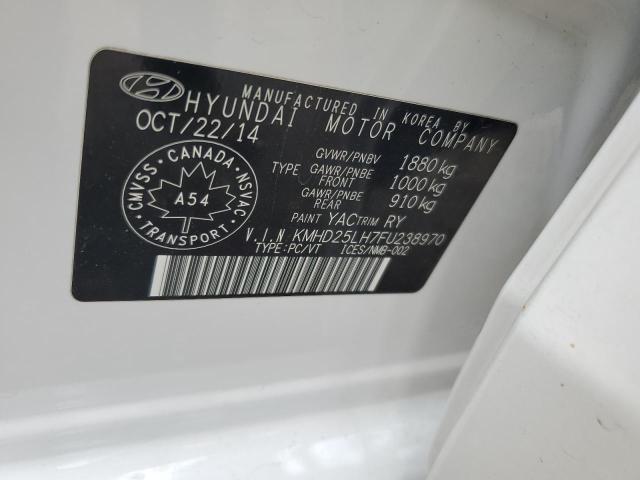 MANUFACTURED IN KOREA BY
HYUNDAI MOTOR COMPANY
OCT/22/14
GVWR/PNBV 1880 kg
TYPE GAWR/PNBE FRONT 1000 kg
GAWR/PNBE REAR 910 kg
PAINT YAC TRIM RY
V.I.N KMHD25LH7FU238970
TYPE:PC/VT ICES/NMB-002
CMVSS · CANADA · NSVAC
A54
TRANSPORT